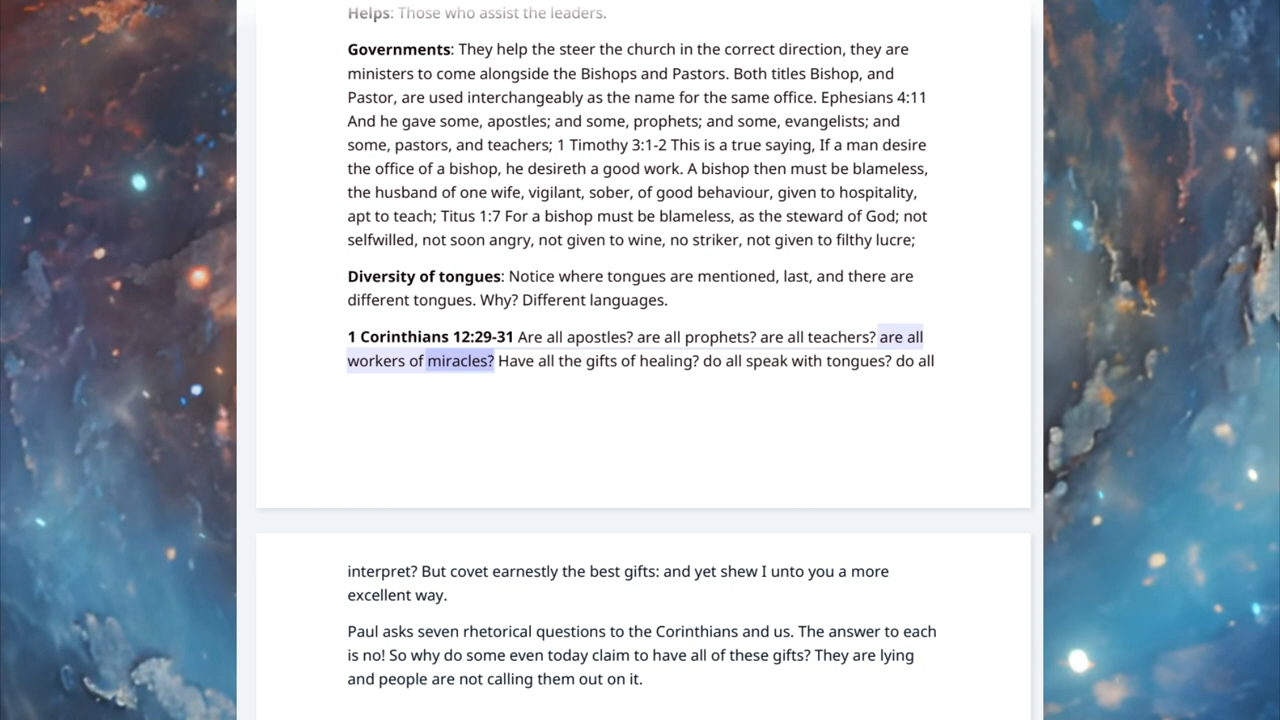 Helps: Those who assist the leaders.
Governments: They help the steer the church in the correct direction, they are
ministers to come alongside the Bishops and Pastors. Both titles Bishop, and
Pastor, are used interchangeably as the name for the same office. Ephesians 4:11
And he gave some, apostles; and some, prophets; and some, evangelists; and
some, pastors, and teachers; 1 Timothy 3:1-2 This is a true saying, If a man desire
the office of a bishop, he desireth a good work. A bishop then must be blameless,
the husband of one wife, vigilant, sober, of good behaviour, given to hospitality,
apt to teach; Titus 1:7 For a bishop must be blameless, as the steward of God; not
selfwilled, not soon angry, not given to wine, no striker, not given to filthy lucre;
Diversity of tongues: Notice where tongues are mentioned, last, and there are
different tongues. Why? Different languages.
1 Corinthians 12:29-31 Are all apostles? are all prophets? are all teachers? are all
workers of miracles? Have all the gifts of healing? do all speak with tongues? do all
interpret? But covet earnestly the best gifts: and yet shew I unto you a more
excellent way.
Paul asks seven rhetorical questions to the Corinthians and us. The answer to each
is no! So why do some even today claim to have all of these gifts? They are lying
and people are not calling them out on it.